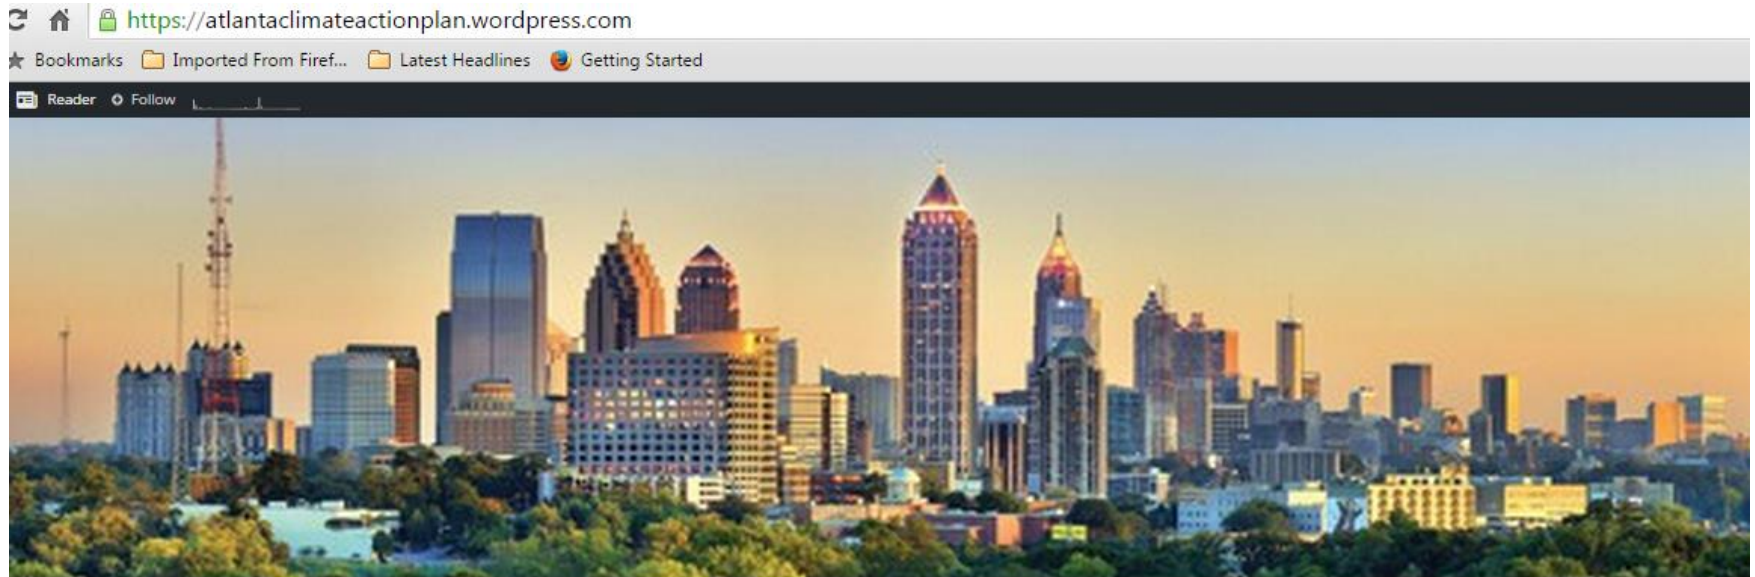 https://atlantaclimateactionplan.wordpress.com
Bookmarks Imported From Firef... Latest Headlines Getting Started
Reader Follow